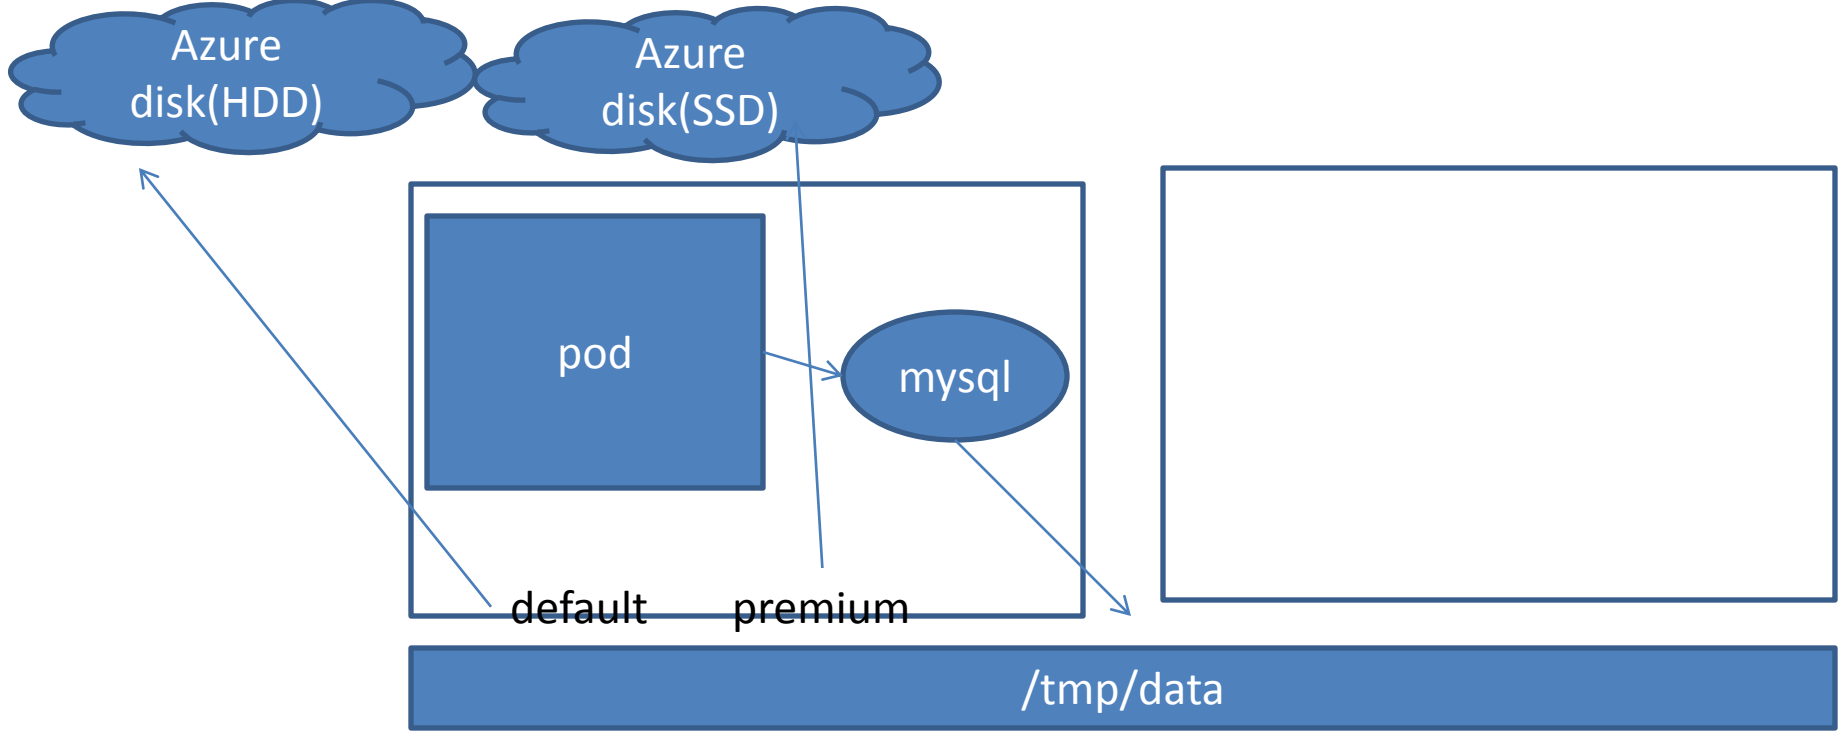 Azure
disk(HDD)
Azure
disk(SSD)
pod
mysql
default
premium
/tmp/data